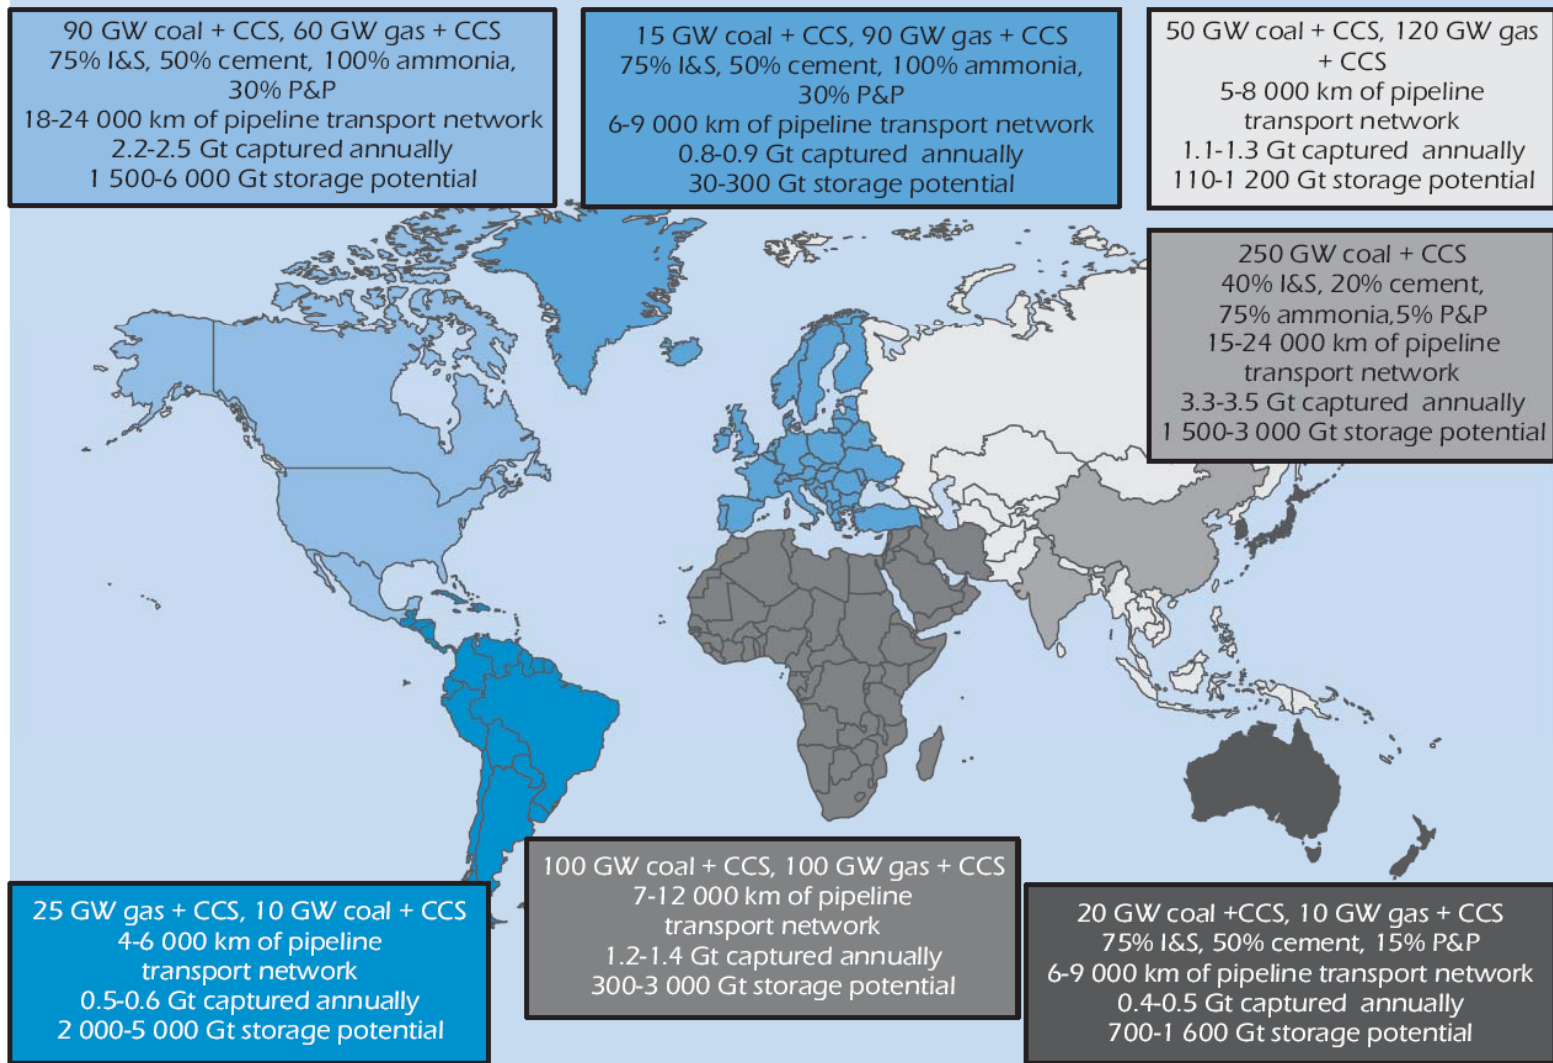 90 GW coal + CCS, 60 GW gas + CCS
75% I&S, 50% cement, 100% ammonia,
30% P&P
18-24 000 km of pipeline transport network
2.2-2.5 Gt captured annually
1 500-6 000 Gt storage potential
15 GW coal + CCS, 90 GW gas + CCS
75% I&S, 50% cement, 100% ammonia,
30% P&P
6-9 000 km of pipeline transport network
0.8-0.9 Gt captured annually
30-300 Gt storage potential
50 GW coal + CCS, 120 GW gas
+ CCS
5-8 000 km of pipeline
transport network
1.1-1.3 Gt captured annually
110-1 200 Gt storage potential
250 GW coal + CCS
40% I&S, 20% cement,
75% ammonia,5% P&P
15-24 000 km of pipeline
transport network
3.3-3.5 Gt captured annually
1 500-3 000 Gt storage potential
25 GW gas + CCS, 10 GW coal + CCS
4-6 000 km of pipeline
transport network
0.5-0.6 Gt captured annually
2 000-5 000 Gt storage potential
100 GW coal + CCS, 100 GW gas + CCS
7-12 000 km of pipeline
transport network
1.2-1.4 Gt captured annually
300-3 000 Gt storage potential
20 GW coal +CCS, 10 GW gas + CCS
75% I&S, 50% cement, 15% P&P
6-9 000 km of pipeline transport network
0.4-0.5 Gt captured annually
700-1 600 Gt storage potential